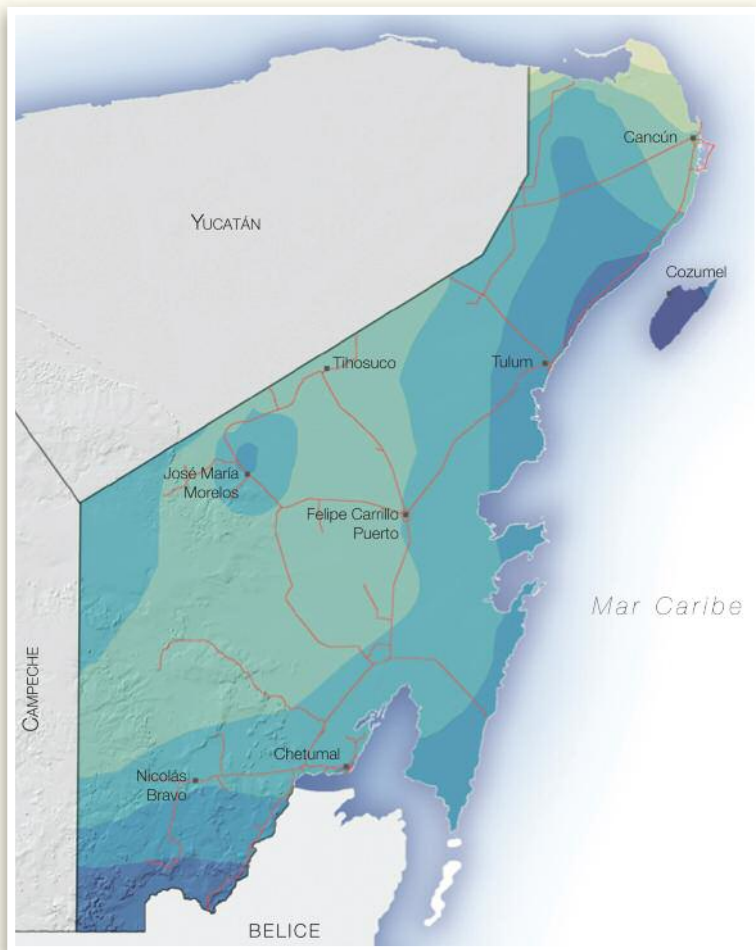 Cancún
YUCATÁN
Cozumel
Tihosuco
Tulum
José María
Morelos
Felipe Carrillo
Puerto
Mar Caribe
CAMPECHE
Chetumal
Nicolás
Bravo
BELICE